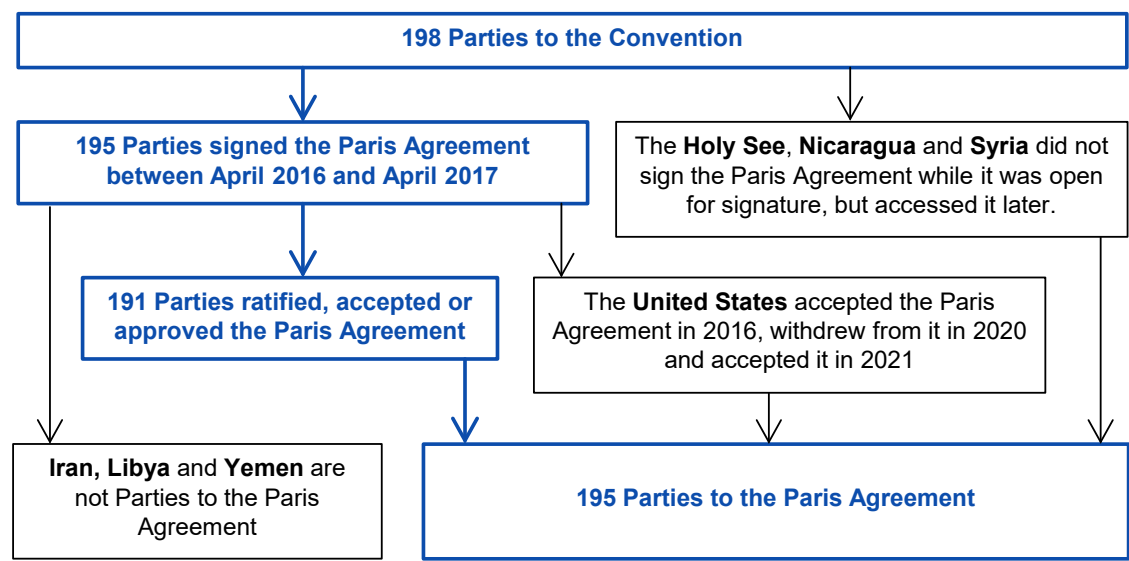 198 Parties to the Convention
195 Parties signed the Paris Agreement
between April 2016 and April 2017
The Holy See, Nicaragua and Syria did not
sign the Paris Agreement while it was open
for signature, but accessed it later.
191 Parties ratified, accepted or
approved the Paris Agreement
The United States accepted the Paris
Agreement in 2016, withdrew from it in 2020
and accepted it in 2021
Iran, Libya and Yemen are
not Parties to the Paris
Agreement
195 Parties to the Paris Agreement